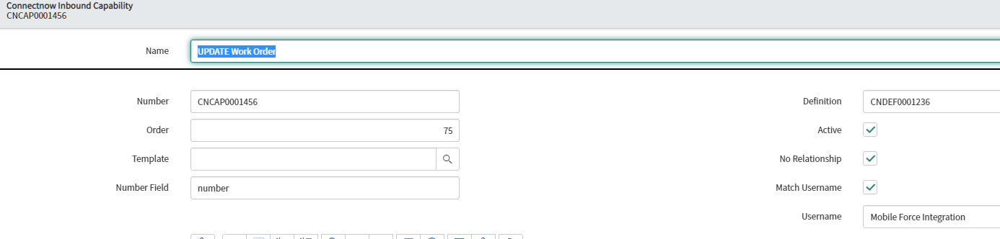 Connectnow Inbound Capability
CNCAP0001456
Name UPDATE Work Order
Number CNCAP0001456 Definition CNDEF0001236
Order 75 Active
Template No Relationship
Number Field number Match Username
Username Mobile Force Integration